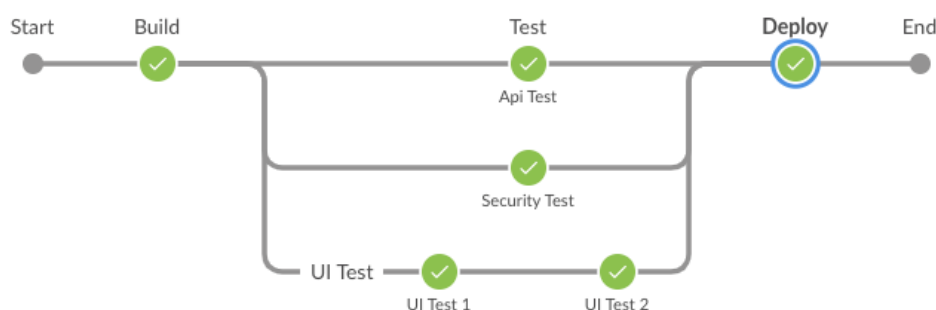 Start
Build
Test
Deploy
End
Api Test
Security Test
UI Test
UI Test 1
UI Test 2